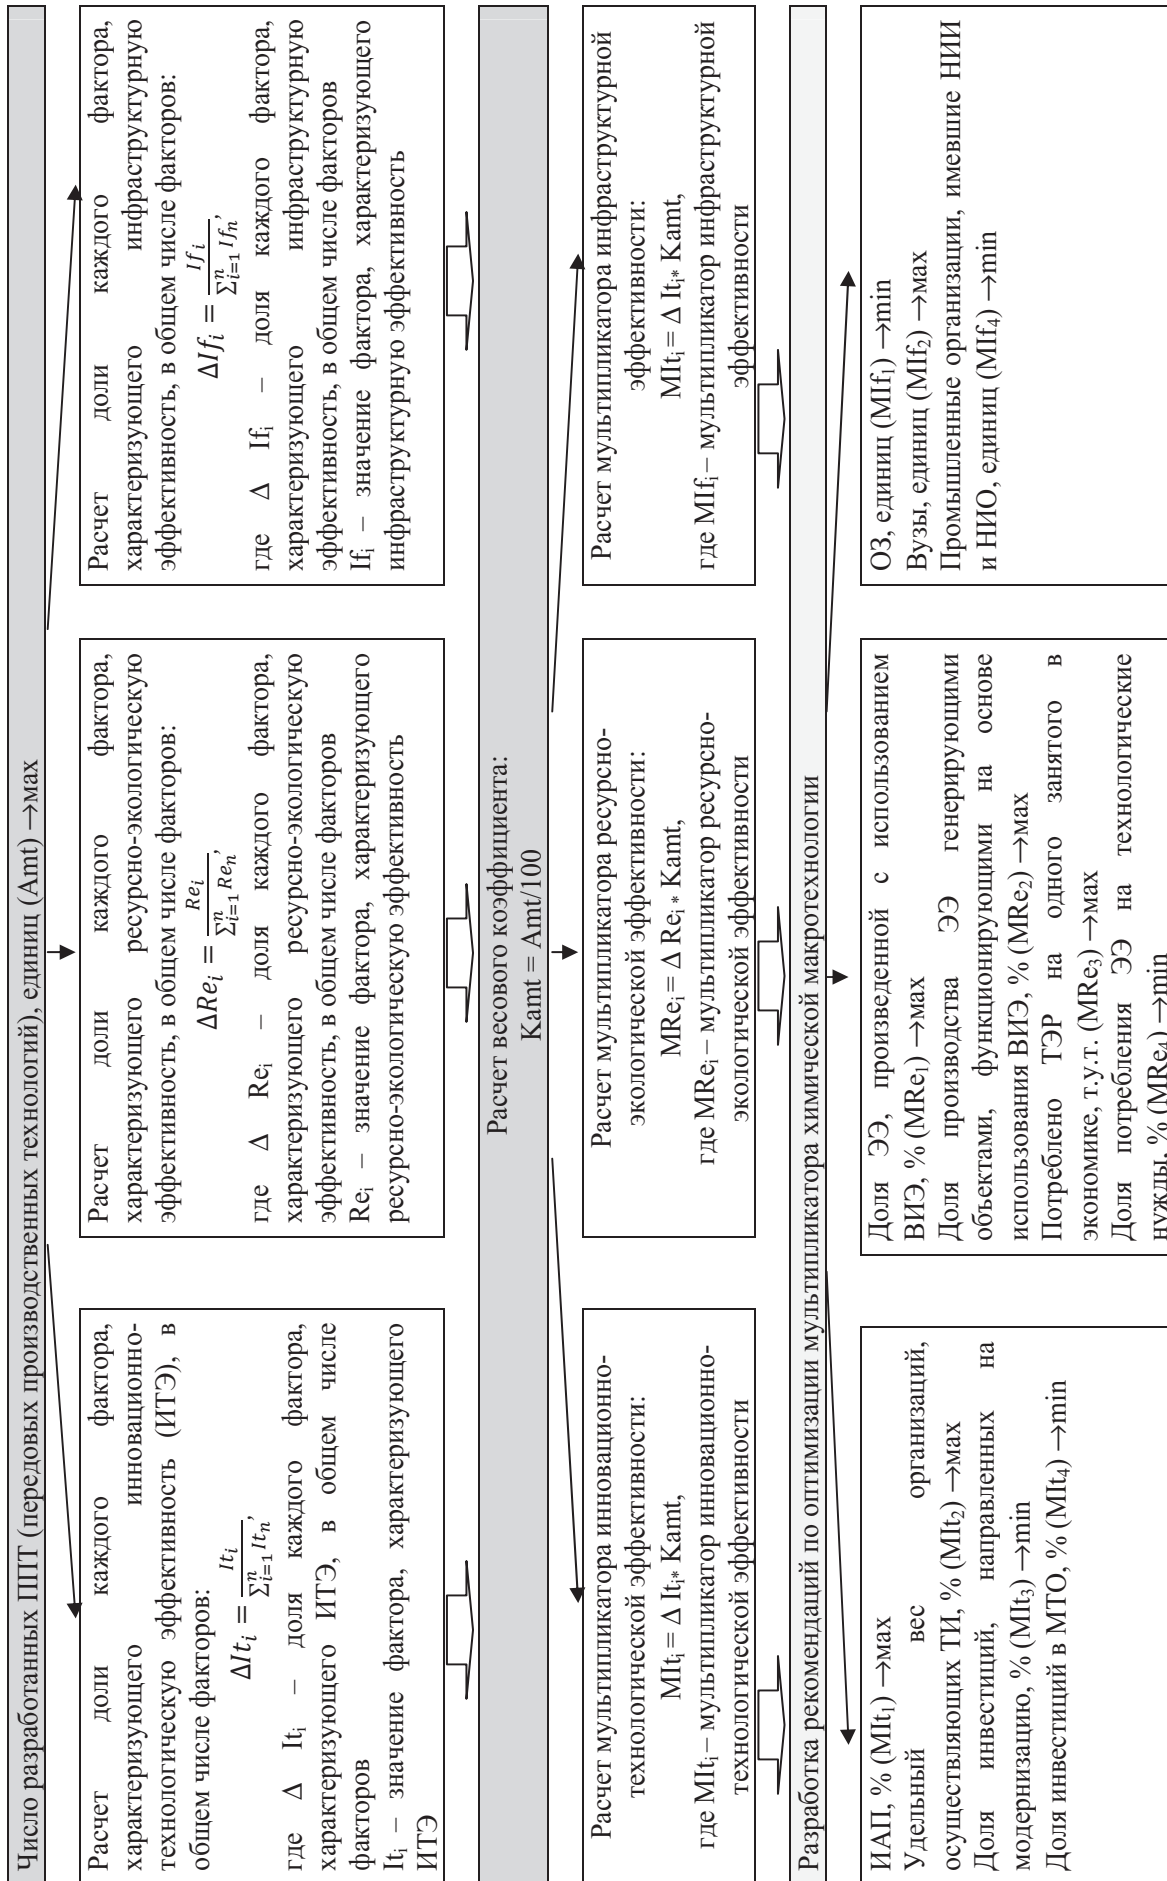 Число разработанных ППТ (передовых производственных технологий), единиц (Amt) →мах
Расчет доли каждого фактора,
характеризующего инновационно-
технологическую эффективность (ИТЭ), в
общем числе факторов:
ΔIt_i = It_i / Σ_{i=1}^{n} It_n,
где Δ It_i – доля каждого фактора,
характеризующего ИТЭ, в общем числе
факторов
It_i – значение фактора, характеризующего
ИТЭ
Расчет доли каждого фактора,
характеризующего ресурсно-экологическую
эффективность, в общем числе факторов:
ΔRe_i = Re_i / Σ_{i=1}^{n} Re_n,
где Δ Re_i – доля каждого фактора,
характеризующего ресурсно-экологическую
эффективность, в общем числе факторов
Re_i – значение фактора, характеризующего
ресурсно-экологическую эффективность
Расчет доли каждого фактора,
характеризующего инфраструктурную
эффективность, в общем числе факторов:
ΔIf_i = If_i / Σ_{i=1}^{n} If_n,
где Δ If_i – доля каждого фактора,
характеризующего инфраструктурную
эффективность, в общем числе факторов
If_i – значение фактора, характеризующего
инфраструктурную эффективность
Расчет весового коэффициента:
Kamt = Amt/100
Расчет мультипликатора инновационно-
технологической эффективности:
MIt_i = Δ It_i* Kamt,
где MIt_i – мультипликатор инновационно-
технологической эффективности
Расчет мультипликатора ресурсно-
экологической эффективности:
MRe_i = Δ Re_i * Kamt,
где MRe_i – мультипликатор ресурсно-
экологической эффективности
Расчет мультипликатора инфраструктурной
эффективности:
MIt_i = Δ It_i* Kamt,
где MIf_i – мультипликатор инфраструктурной
эффективности
Разработка рекомендаций по оптимизации мультипликатора химической макротехнологии
ИАП, % (MIt_1) →мах
Удельный вес организаций,
осуществляющих ТИ, % (MIt_2) →мах
Доля инвестиций, направленных на
модернизацию, % (MIt_3) →min
Доля инвестиций в МТО, % (MIt_4) →min
Доля ЭЭ, произведенной с использованием
ВИЭ, % (MRe_1) →мах
Доля производства ЭЭ генерирующими
объектами, функционирующими на основе
использования ВИЭ, % (MRe_2) →мах
Потреблено ТЭР на одного занятого в
экономике, т.у.т. (MRe_3) →мах
Доля потребления ЭЭ на технологические
нужды, % (MRe_4) →min
ОЗ, единиц (MIf_1) →min
Вузы, единиц (MIf_2) →мах
Промышленные организации, имевшие НИИ
и НИО, единиц (MIf_4) →min